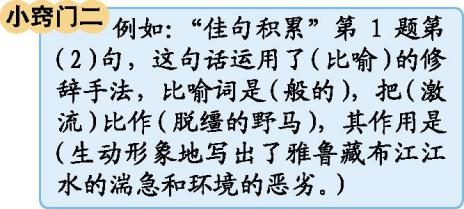 小窍门二
例如:“佳句积累”第 1 题第
(2)句,这句话运用了(比喻)的修
辞手法,比喻词是(般的),把(激
流)比作(脱缰的野马),其作用是
(生动形象地写出了雅鲁藏布江江
水的湍急和环境的恶劣。)